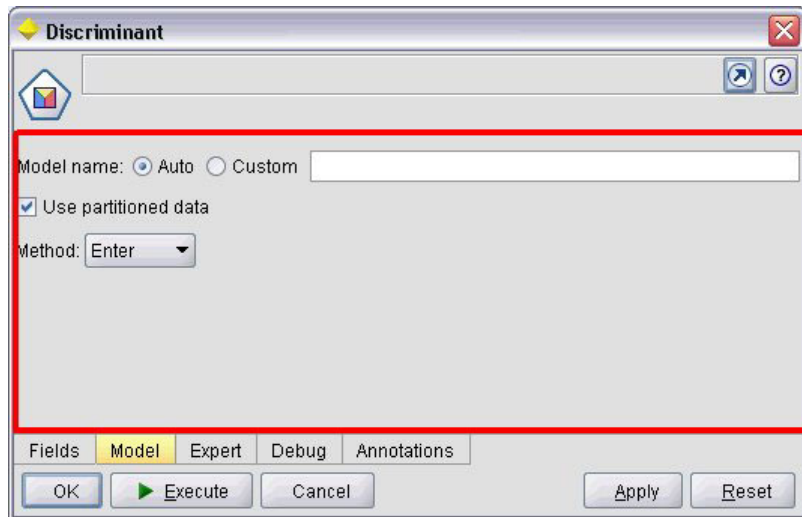 Discriminant
Model name: Auto Custom
Use partitioned data
Method: Enter
Fields Model Expert Debug Annotations
OK Execute Cancel Apply Reset